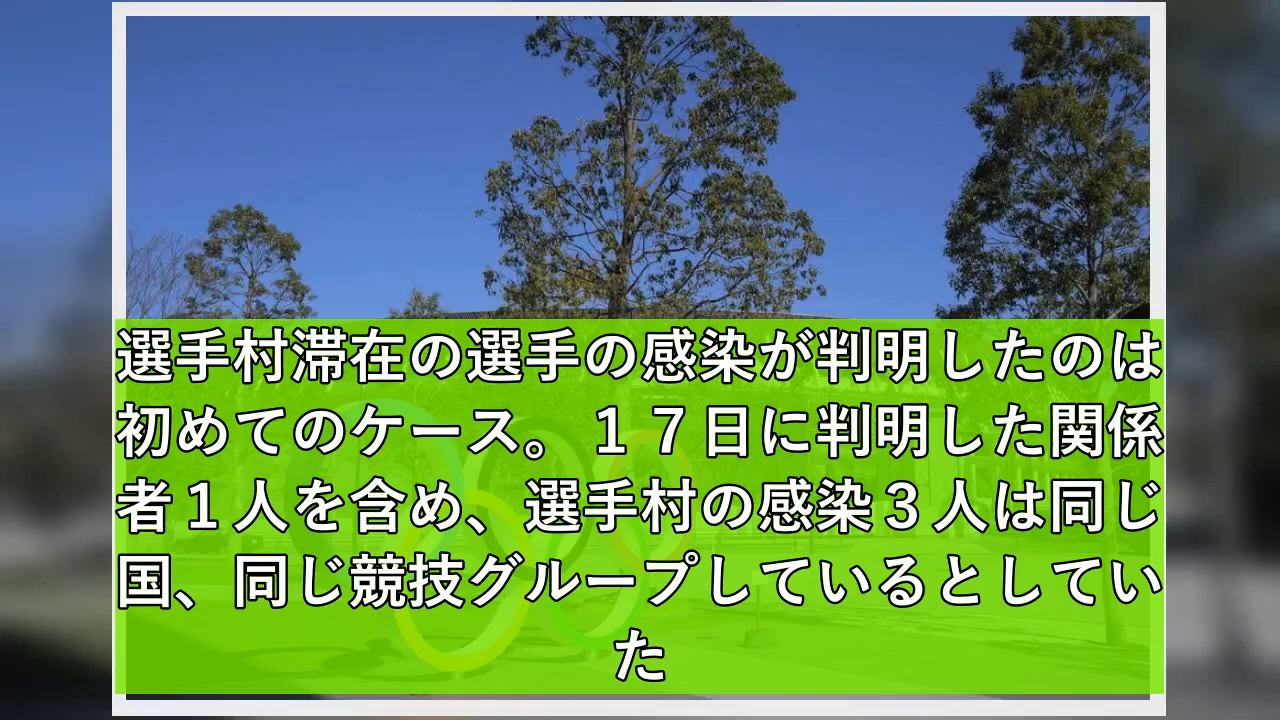 選手村滞在の選手の感染が判明したのは
初めてのケース。１７日に判明した関係
者１人を含め、選手村の感染３人は同じ
国、同じ競技グループしているとしてい
た